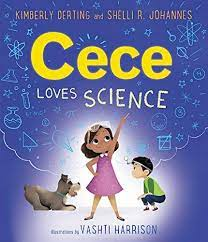 KIMBERLY DERTING and SHELLI R. JOHANNES
Cece
LOVES SCIENCE
illustrations by VASHTI HARRISON